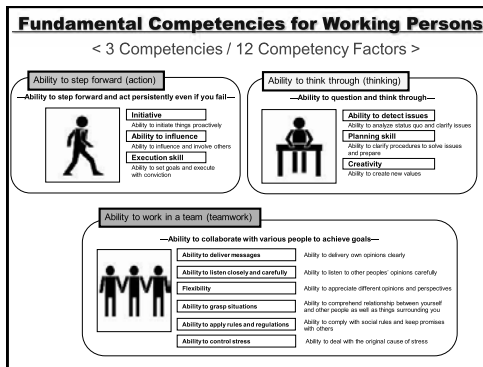 Fundamental Competencies for Working Persons
< 3 Competencies / 12 Competency Factors >
Ability to step forward (action)
—Ability to step forward and act persistently even if you fail—
Initiative
Ability to initiate things proactively
Ability to influence
Ability to influence and involve others
Execution skill
Ability to set goals and execute
with conviction
Ability to think through (thinking)
—Ability to question and think through—
Ability to detect issues
Ability to analyze status quo and clarify issues
Planning skill
Ability to clarify procedures to solve issues
and prepare
Creativity
Ability to create new values
Ability to work in a team (teamwork)
—Ability to collaborate with various people to achieve goals—
Ability to deliver messages
Ability to delivery own opinions clearly
Ability to listen closely and carefully
Ability to listen to other peoples' opinions carefully
Flexibility
Ability to appreciate different opinions and perspectives
Ability to grasp situations
Ability to comprehend relationship between yourself
and other people as well as things surrounding you
Ability to apply rules and regulations
Ability to comply with social rules and keep promises
with others
Ability to control stress
Ability to deal with the original cause of stress